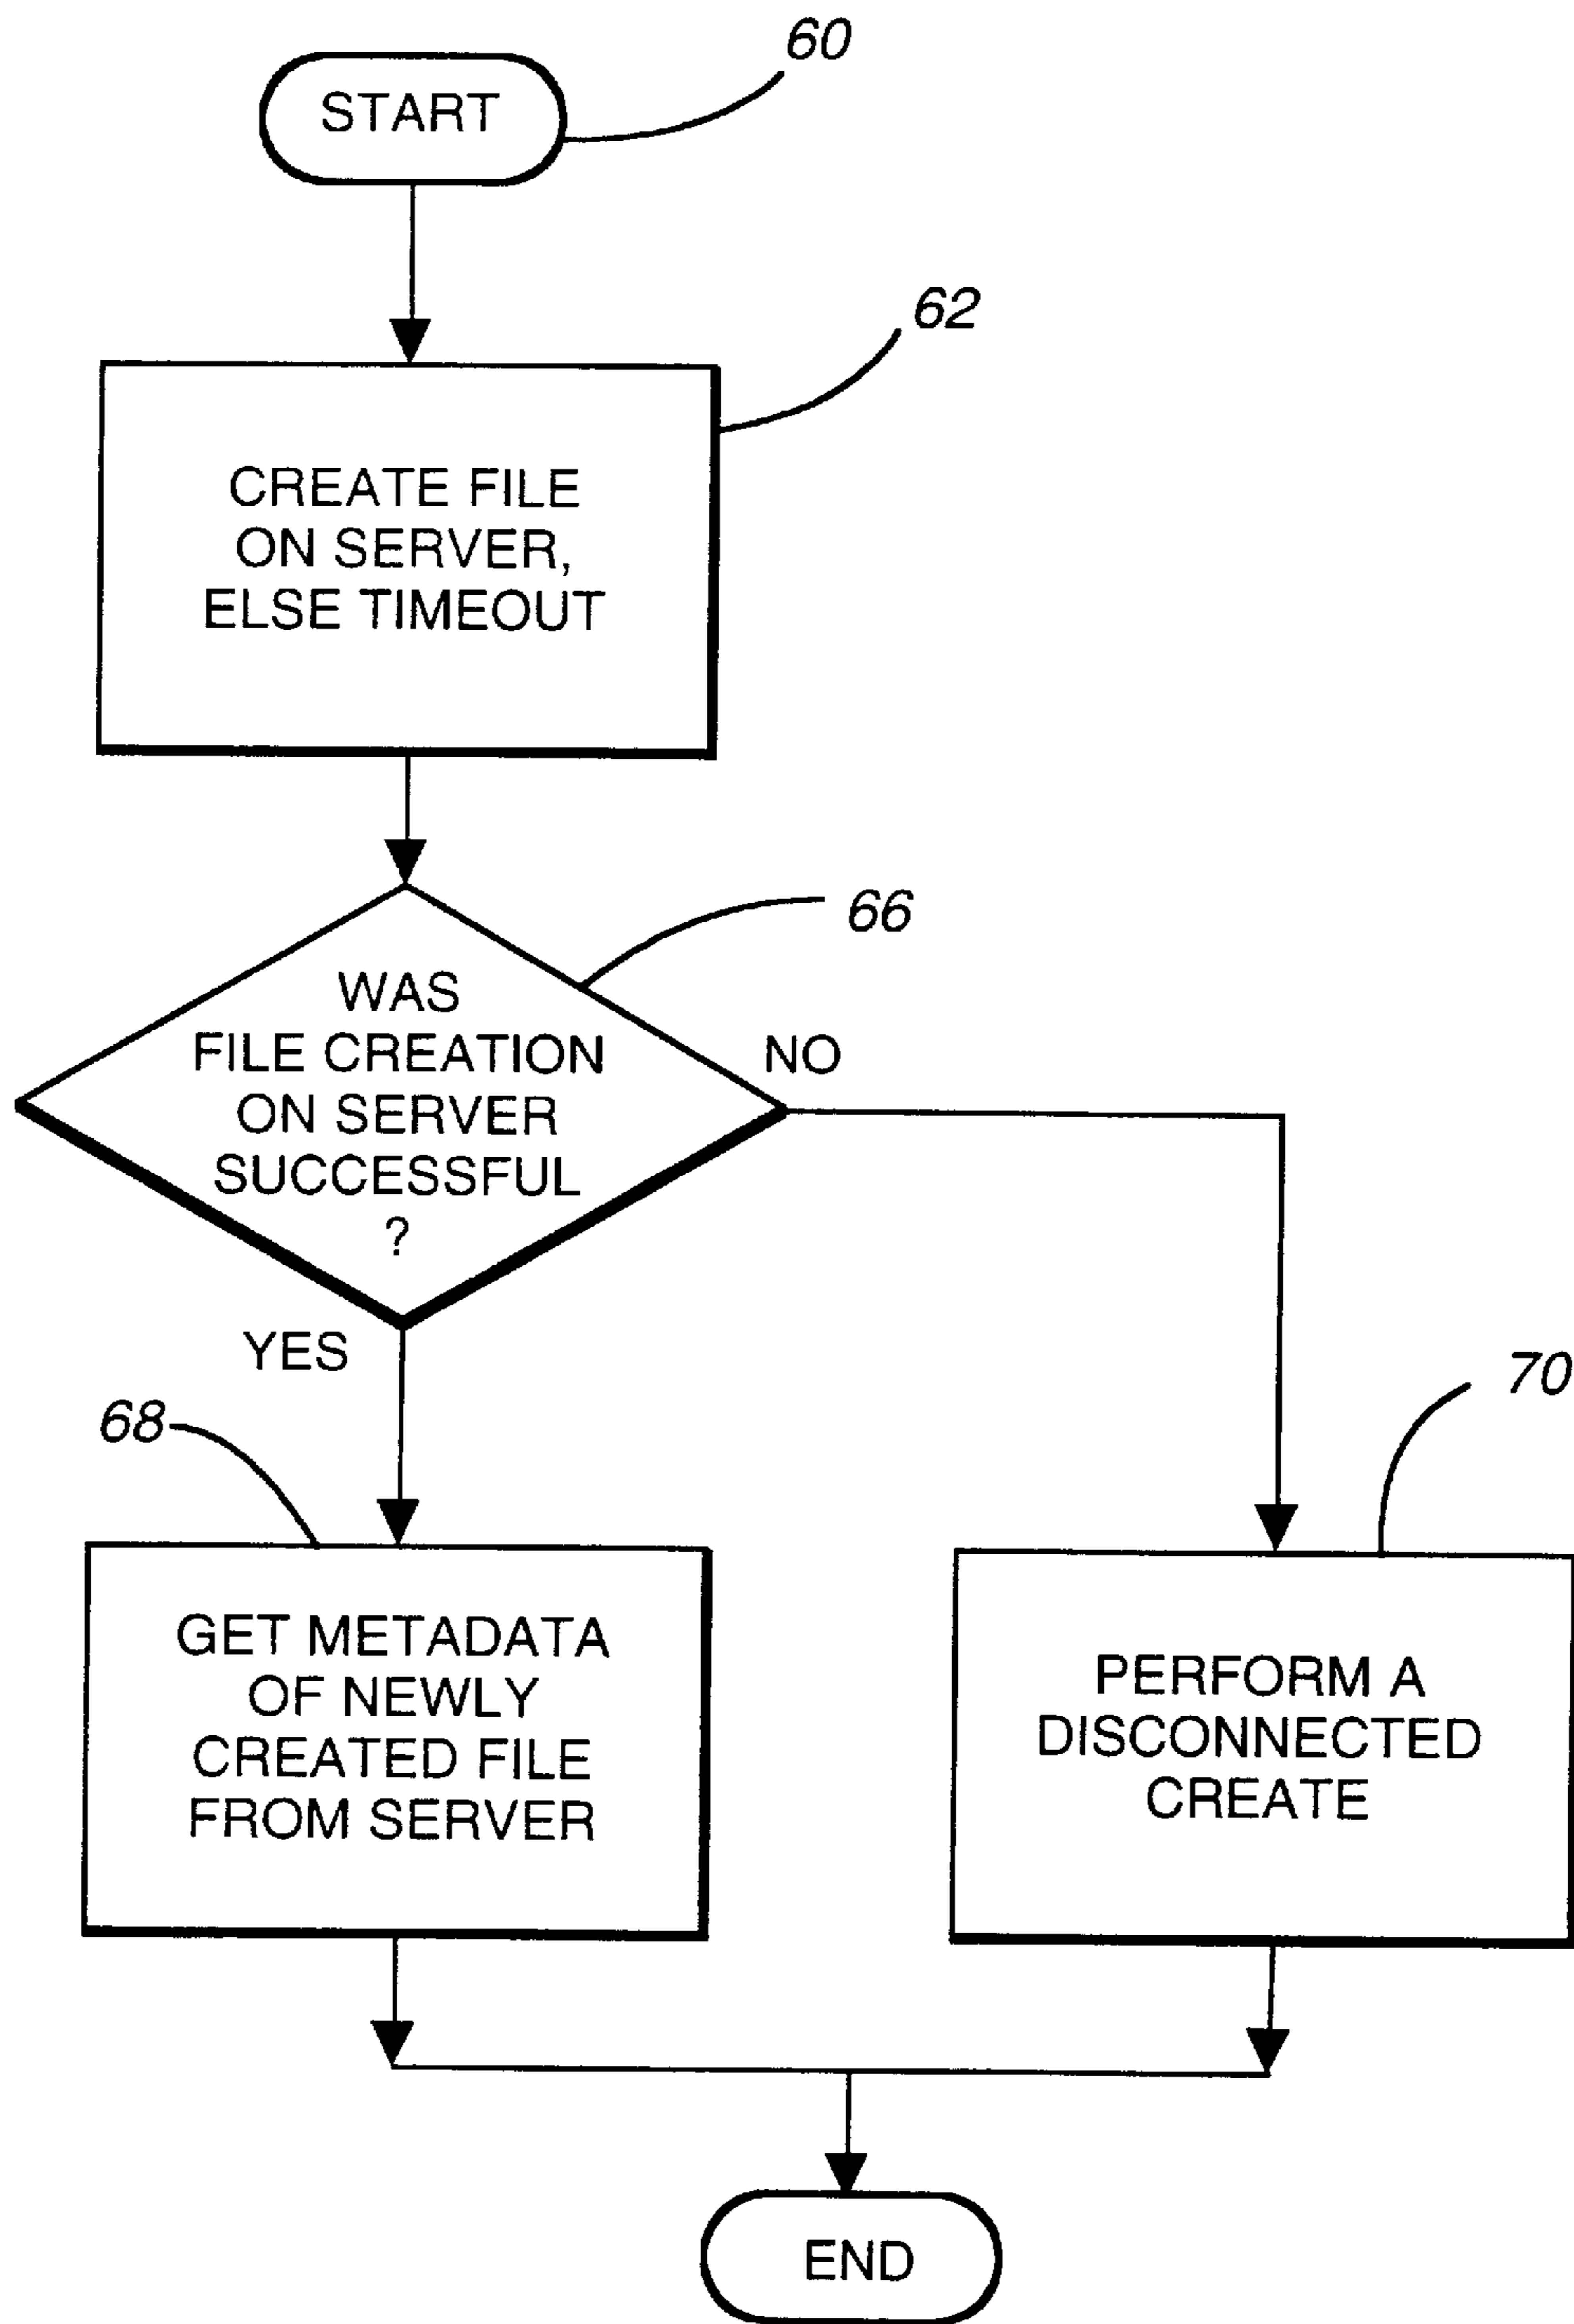 60
START
62
CREATE FILE
ON SERVER,
ELSE TIMEOUT
66
WAS
FILE CREATION
ON SERVER
SUCCESSFUL
?
NO
YES
68
GET METADATA
OF NEWLY
CREATED FILE
FROM SERVER
70
PERFORM A
DISCONNECTED
CREATE
END